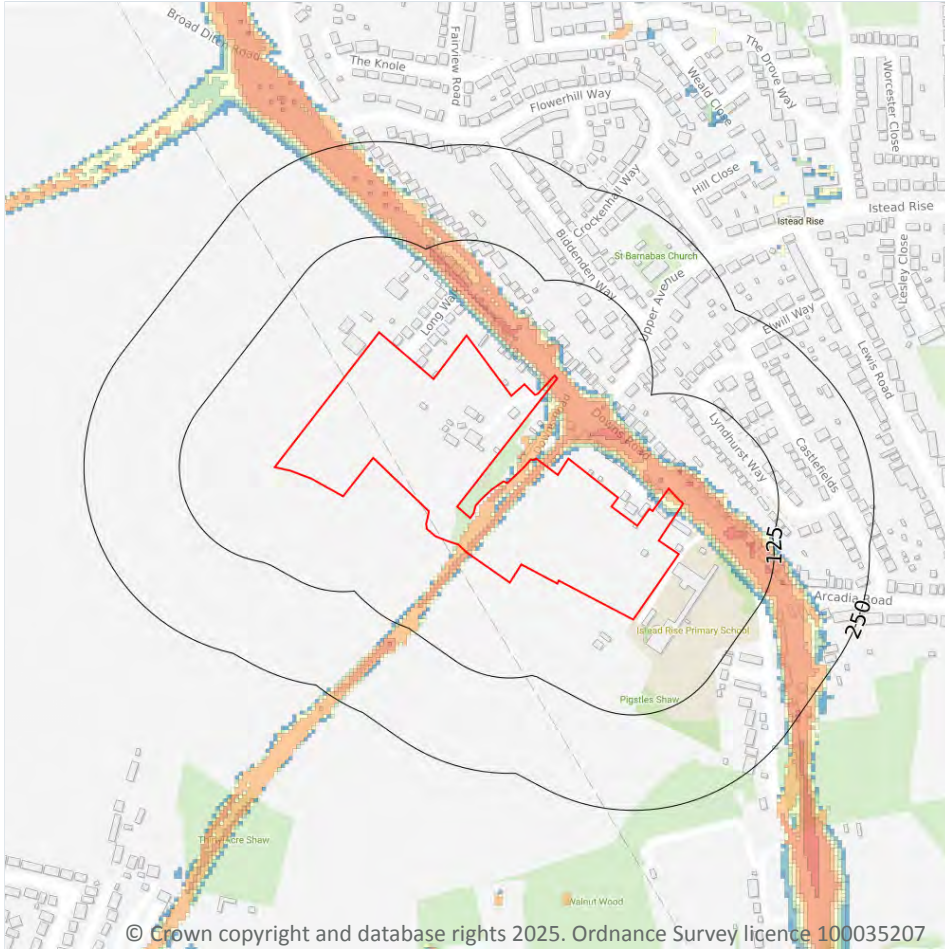 Broad Ditch Road
The Knole
Fairview Road
Flowerhill Way
The Drove Way
Weald Close
Worcester Close
Hill Close
Crockenhall Way
Istead Rise
Istead Rise
Biddenden Way
St Barnabas Church
Lesley Close
Upper Avenue
Long Walk
Elwill Way
Lewis Road
Downs Road
Lyndhurst Way
Castlefields
125
Arcadia Road
250
Istead Rise Primary School
Pigstles Shaw
Acre Shaw
Walnut Wood
© Crown copyright and database rights 2025. Ordnance Survey licence 100035207